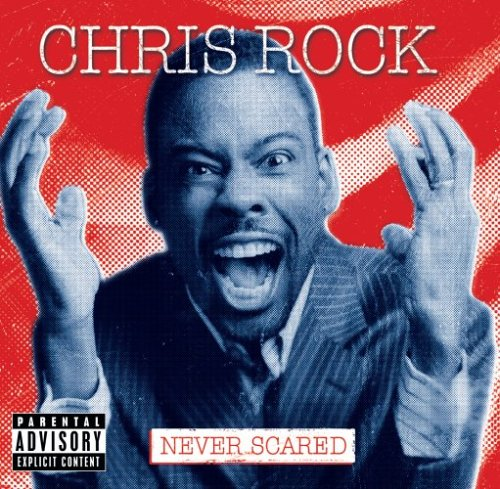 CHRIS ROCK
PARENTAL
ADVISORY
EXPLICIT CONTENT
NEVER SCARED